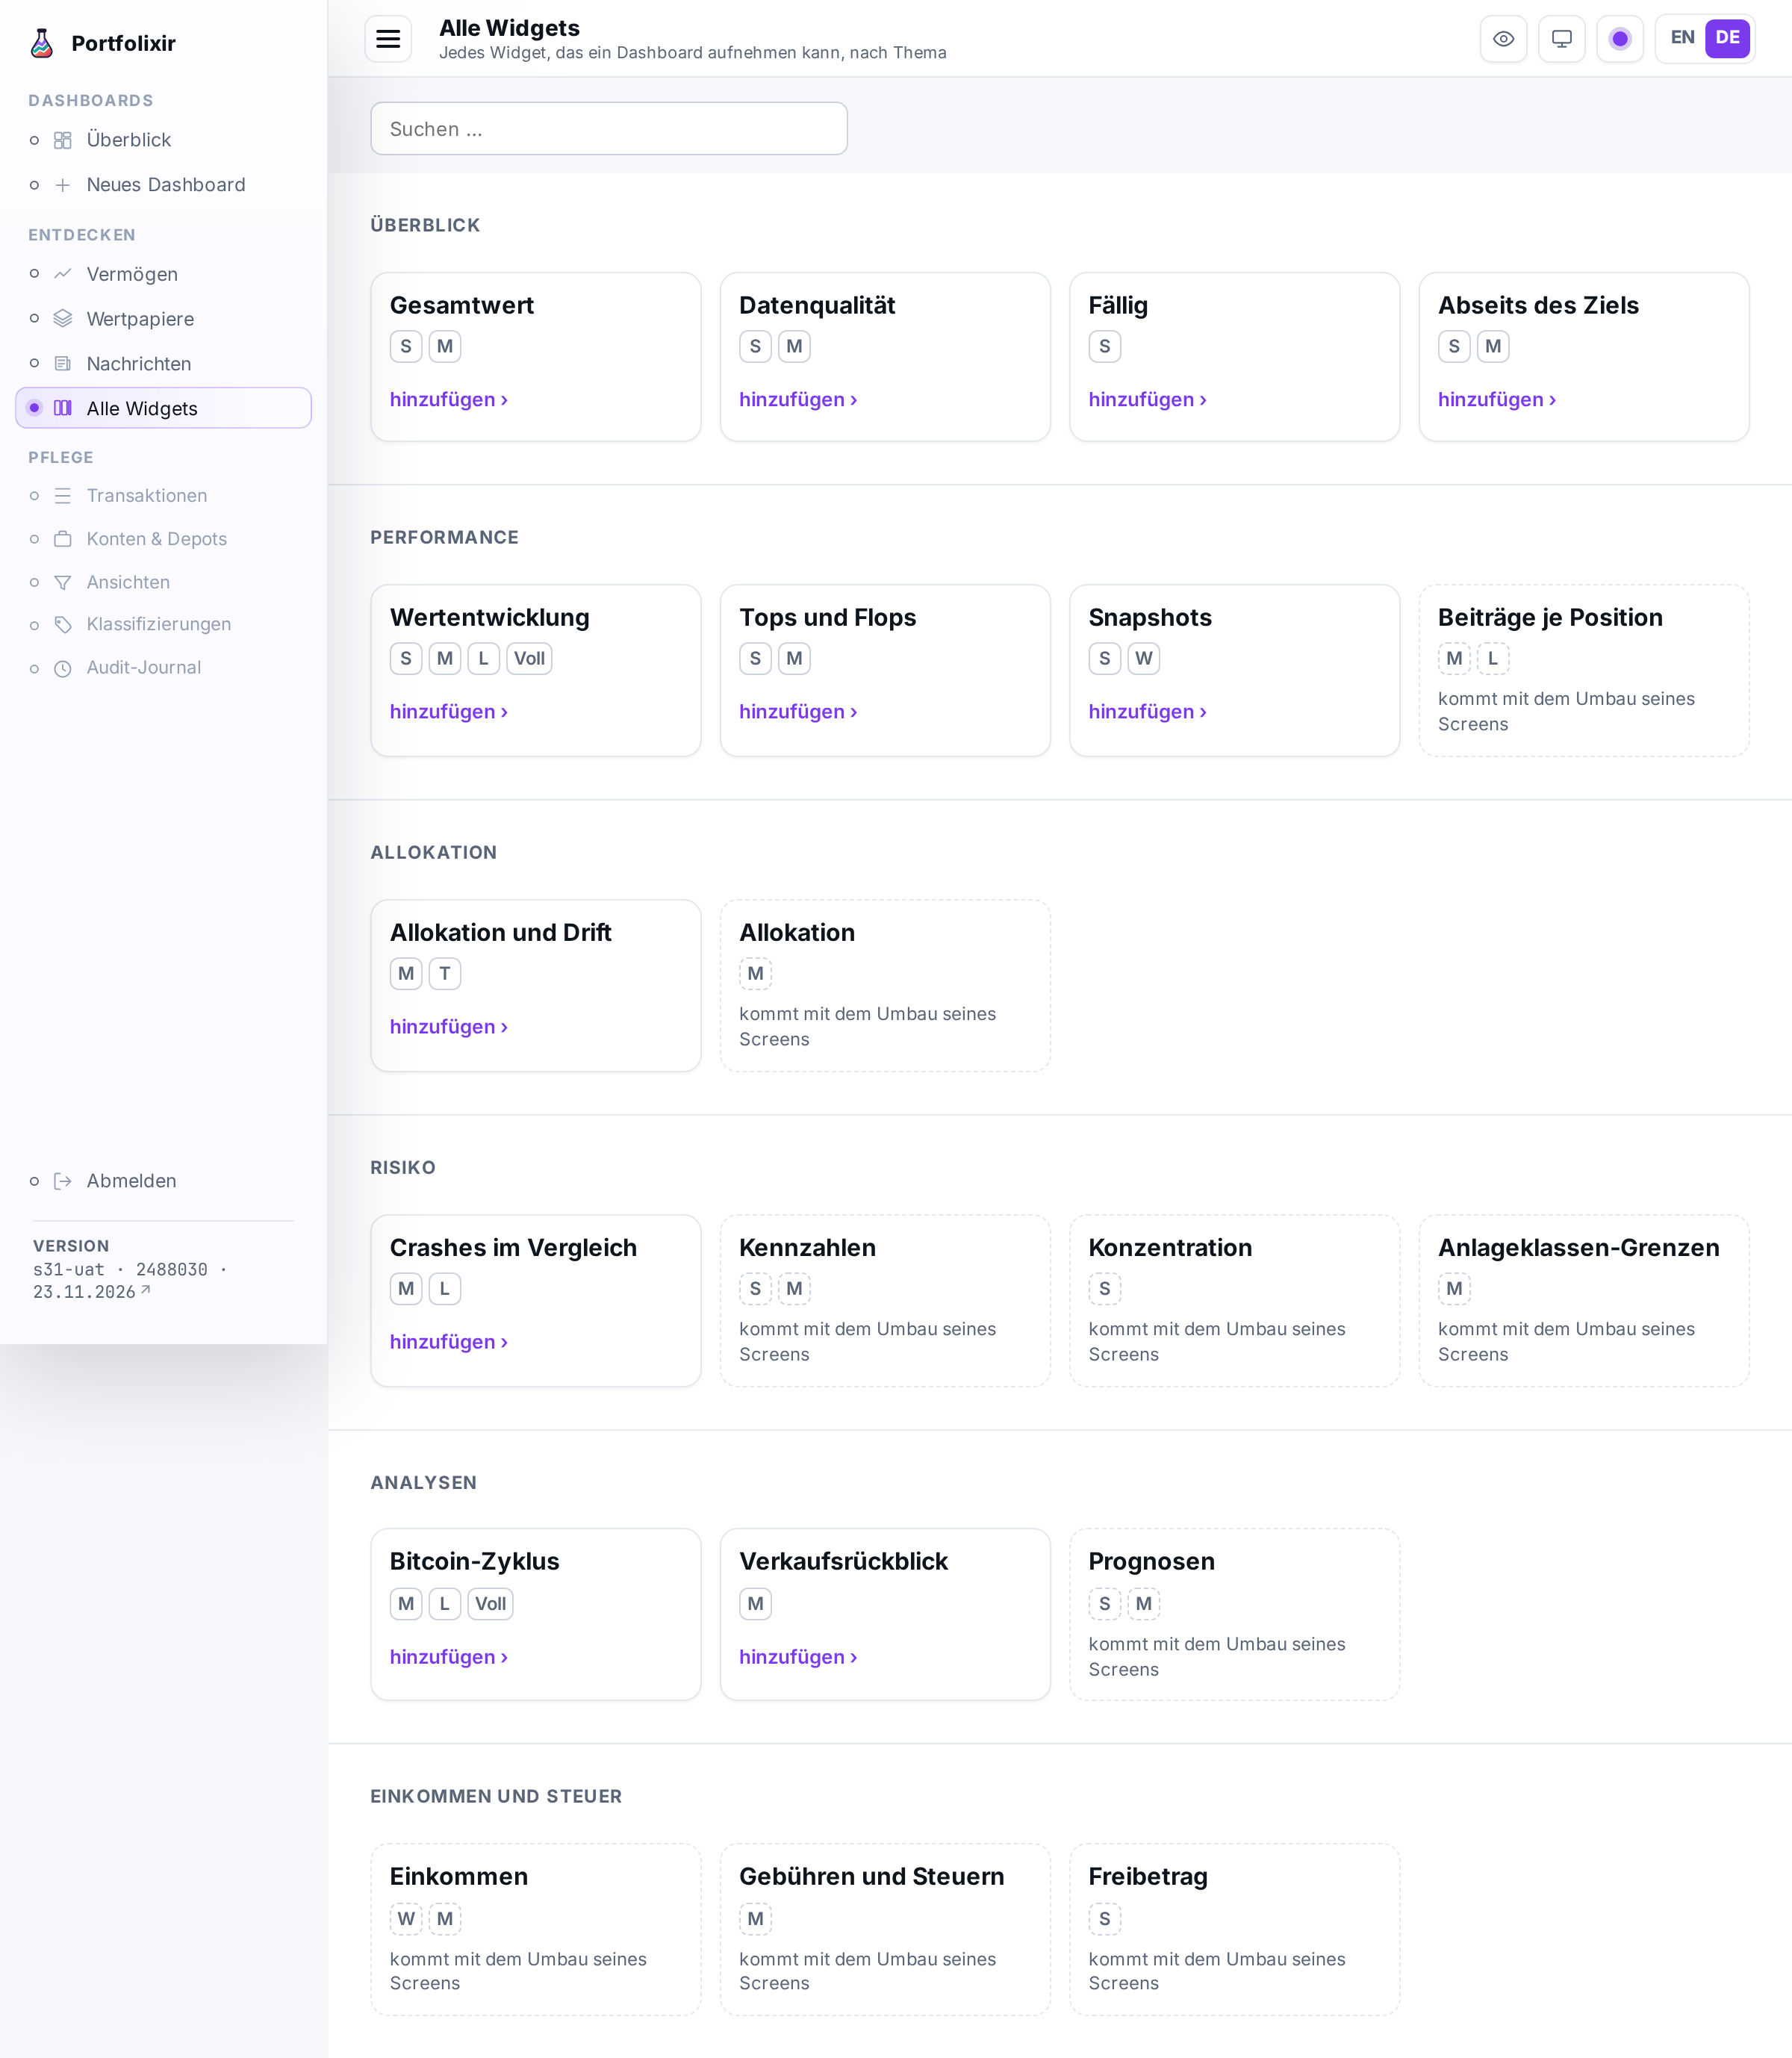 Portfolixir
DASHBOARDS
Überblick
Neues Dashboard
ENTDECKEN
Vermögen
Wertpapiere
Nachrichten
Alle Widgets
PFLEGE
Transaktionen
Konten & Depots
Ansichten
Klassifizierungen
Audit-Journal
Abmelden
VERSION
s31-uat · 2488030 ·
23.11.2026↗
Alle Widgets
Jedes Widget, das ein Dashboard aufnehmen kann, nach Thema
EN DE
Suchen ...
ÜBERBLICK
Gesamtwert
S M
hinzufügen ›
Datenqualität
S M
hinzufügen ›
Fällig
S
hinzufügen ›
Abseits des Ziels
S M
hinzufügen ›
PERFORMANCE
Wertentwicklung
S M L Voll
hinzufügen ›
Tops und Flops
S M
hinzufügen ›
Snapshots
S W
hinzufügen ›
Beiträge je Position
M L
kommt mit dem Umbau seines
Screens
ALLOKATION
Allokation und Drift
M T
hinzufügen ›
Allokation
M
kommt mit dem Umbau seines
Screens
RISIKO
Crashes im Vergleich
M L
hinzufügen ›
Kennzahlen
S M
kommt mit dem Umbau seines
Screens
Konzentration
S
kommt mit dem Umbau seines
Screens
Anlageklassen-Grenzen
M
kommt mit dem Umbau seines
Screens
ANALYSEN
Bitcoin-Zyklus
M L Voll
hinzufügen ›
Verkaufsrückblick
M
hinzufügen ›
Prognosen
S M
kommt mit dem Umbau seines
Screens
EINKOMMEN UND STEUER
Einkommen
W M
kommt mit dem Umbau seines
Screens
Gebühren und Steuern
M
kommt mit dem Umbau seines
Screens
Freibetrag
S
kommt mit dem Umbau seines
Screens